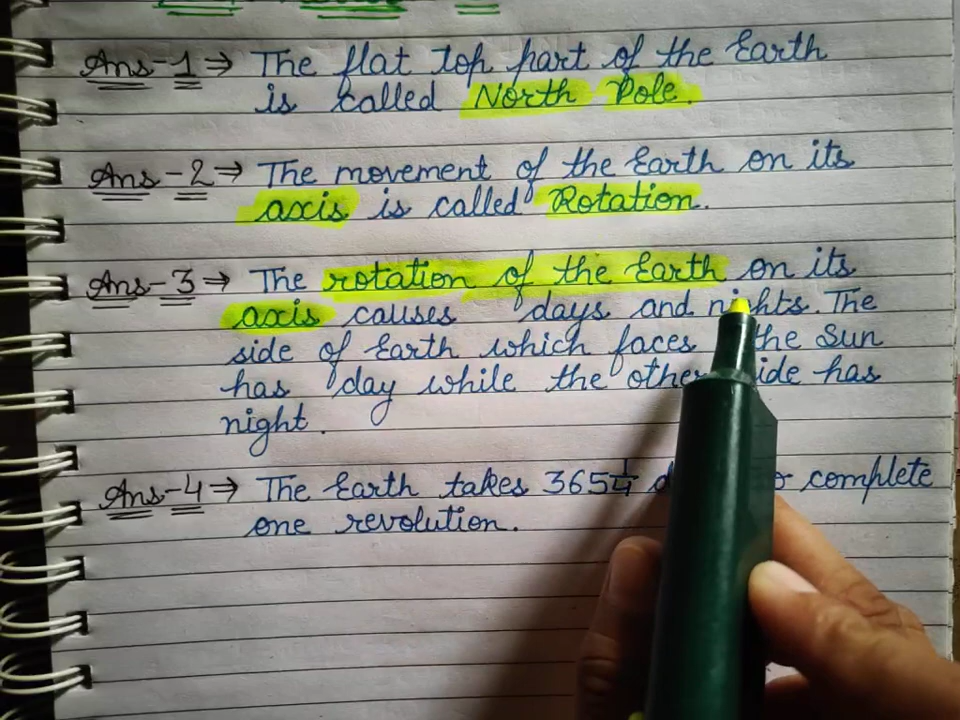 Ans-1 ⇒ The flat top part of the Earth
is called North Pole.
Ans-2 ⇒ The movement of the Earth on its
axis is called Rotation.
Ans-3 ⇒ The rotation of the Earth on its
axis causes days and nights. The
side of Earth which faces the Sun
has day while the other side has
night.
Ans-4 ⇒ The Earth takes 365 1/4 complete
one revolution.